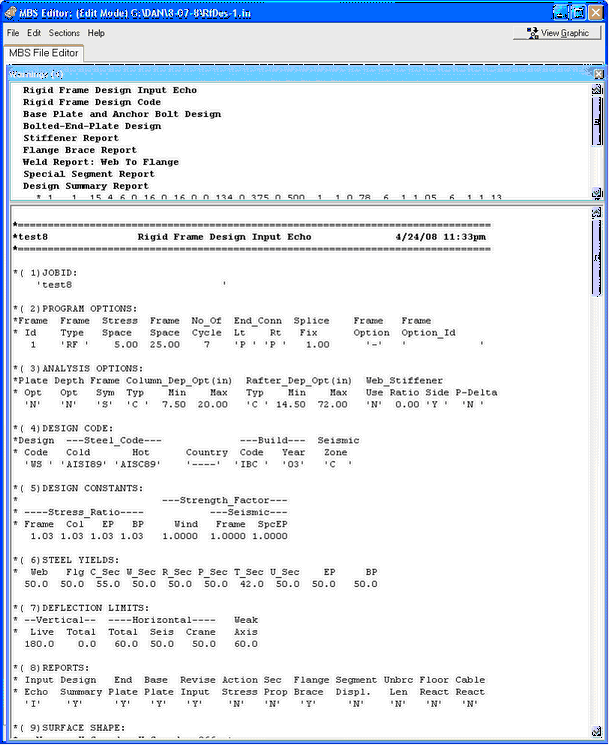 MBS Editor: (Edit Mode) G:\DAN\8-07-8\RfDes-1.in
File Edit Sections Help
View Graphic
MBS File Editor
Rigid Frame Design Input Echo
Rigid Frame Design Code
Base Plate and Anchor Bolt Design
Bolted-End-Plate Design
Stiffener Report
Flange Brace Report
Weld Report: Web To Flange
Special Segment Report
Design Summary Report
*test8 Rigid Frame Design Input Echo 4/24/08 11:33pm
*( 1)JOBID:
'test8 '
*( 2)PROGRAM OPTIONS:
*Frame Frame Stress Frame No_Of End_Conn Splice Frame Frame
* Id Type Space Space Cycle Lt Rt Fix Option Option_Id
1 'RF ' 5.00 25.00 7 'P ' 'P ' 1.00 '-' ' '
*( 3)ANALYSIS OPTIONS:
*Plate Depth Frame Column_Dep_Opt(in) Rafter_Dep_Opt(in) Web_Stiffener
* Opt Opt Sym Typ Min Max Typ Min Max Use Ratio Side P-Delta
'N' 'N' 'S' 'C ' 7.50 20.00 'C ' 14.50 72.00 'N' 0.00 'Y ' 'N '
*( 4)DESIGN CODE:
*Design ---Steel_Code--- ---Build--- Seismic
* Code Cold Hot Country Code Year Zone
'WS ' 'AISI89' 'AISC89' '----' 'IBC ' '03' 'C '
*( 5)DESIGN CONSTANTS:
* ---Strength_Factor---
* ----Stress_Ratio---- ---Seismic---
* Frame Col EP BP Wind Frame SpcEP
1.03 1.03 1.03 1.03 1.0000 1.0000 1.0000
*( 6)STEEL YIELDS:
* Web Flg C_Sec W_Sec R_Sec P_Sec T_Sec U_Sec EP BP
50.0 50.0 55.0 50.0 50.0 50.0 42.0 50.0 50.0 50.0
*( 7)DEFLECTION LIMITS:
* --Vertical-- ----Horizontal---- Weak
* Live Total Total Seis Crane Axis
180.0 0.0 60.0 50.0 50.0 60.0
*( 8)REPORTS:
* Input Design End Base Revise Action Sec Flange Segment Unbrc Floor Cable
* Echo Summary Plate Plate Input Stress Prop Brace Displ. Len React React
'I' 'Y' 'Y' 'Y' 'Y' 'N' 'N' 'Y' 'N' 'N' 'N' 'N'
*( 9)SURFACE SHAPE: